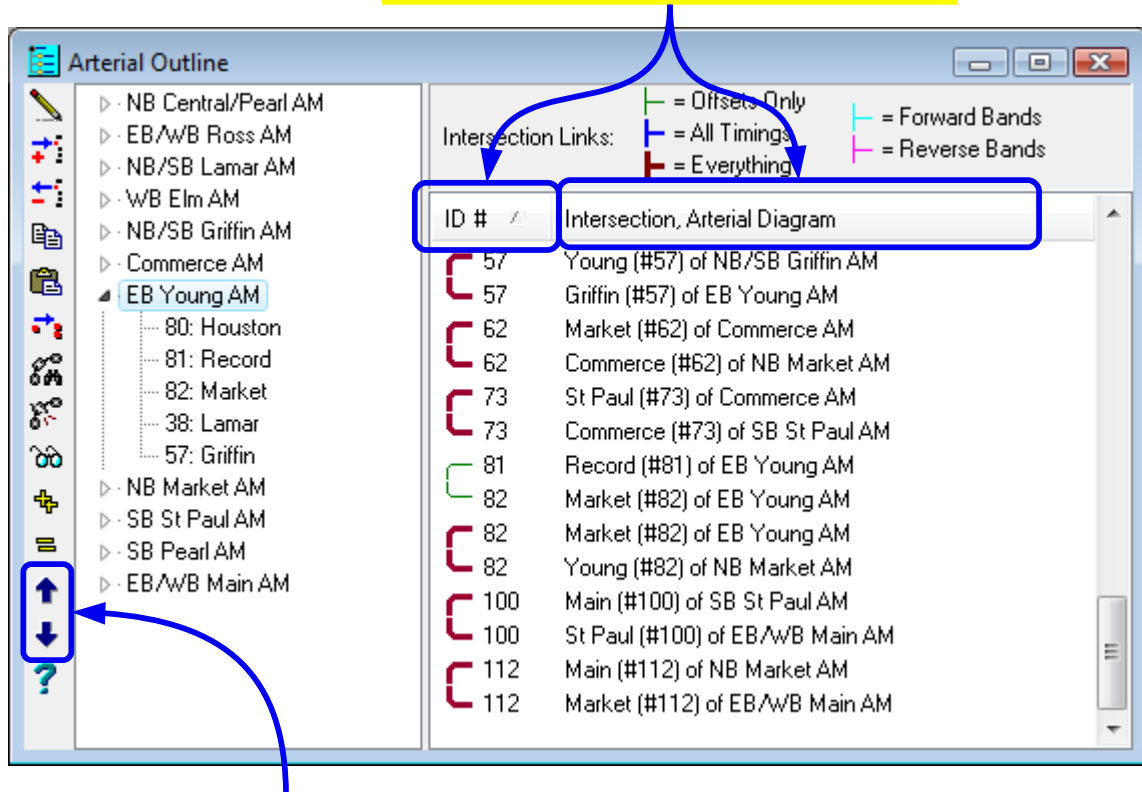 Arterial Outline
NB Central/Pearl AM
EB/WB Ross AM
NB/SB Lamar AM
WB Elm AM
NB/SB Griffin AM
Commerce AM
EB Young AM
80: Houston
81: Record
82: Market
38: Lamar
57: Griffin
NB Market AM
SB St Paul AM
SB Pearl AM
EB/WB Main AM
Intersection Links:
= Offsets Only
= All Timings
= Everything
= Forward Bands
= Reverse Bands
ID # Intersection, Arterial Diagram
57 Young (#57) of NB/SB Griffin AM
57 Griffin (#57) of EB Young AM
62 Market (#62) of Commerce AM
62 Commerce (#62) of NB Market AM
73 St Paul (#73) of Commerce AM
73 Commerce (#73) of SB St Paul AM
81 Record (#81) of EB Young AM
82 Market (#82) of EB Young AM
82 Market (#82) of EB Young AM
82 Young (#82) of NB Market AM
100 Main (#100) of SB St Paul AM
100 St Paul (#100) of EB/WB Main AM
112 Main (#112) of NB Market AM
112 Market (#112) of EB/WB Main AM